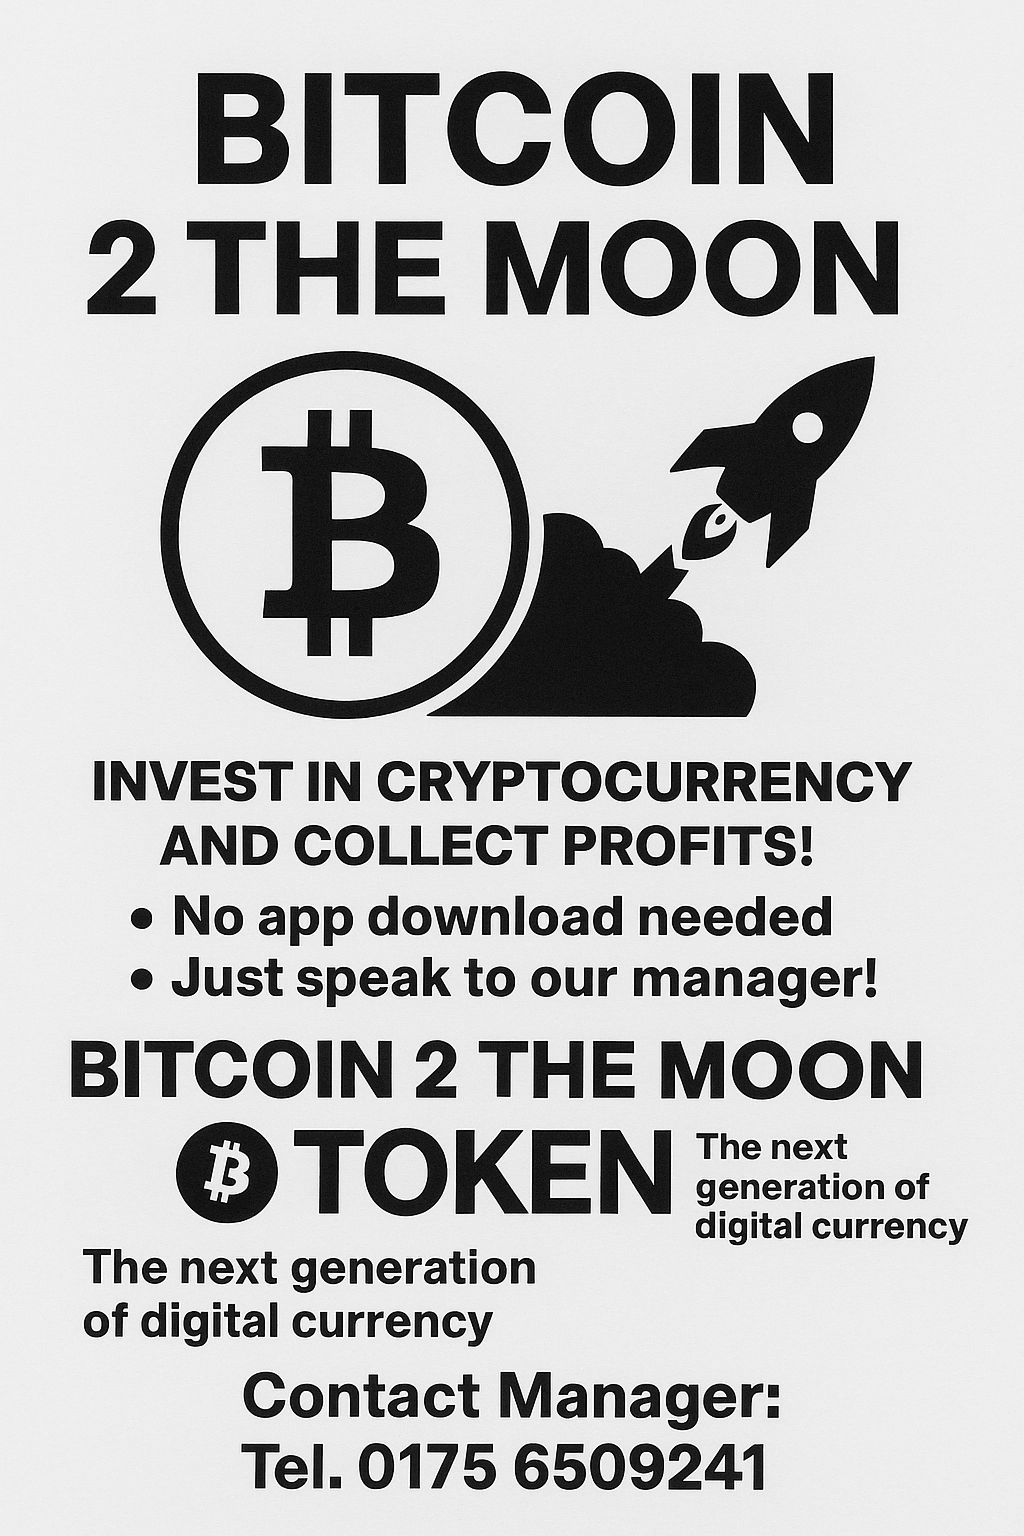 BITCOIN
2 THE MOON
INVEST IN CRYPTOCURRENCY
AND COLLECT PROFITS!
• No app download needed
• Just speak to our manager!
BITCOIN 2 THE MOON
TOKEN
The next
generation of
digital currency
The next generation
of digital currency
Contact Manager:
Tel. 0175 6509241